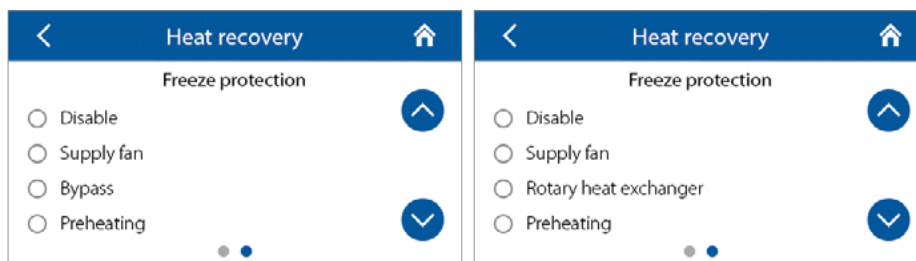 Heat recovery
Freeze protection
Disable
Supply fan
Bypass
Preheating
Heat recovery
Freeze protection
Disable
Supply fan
Rotary heat exchanger
Preheating